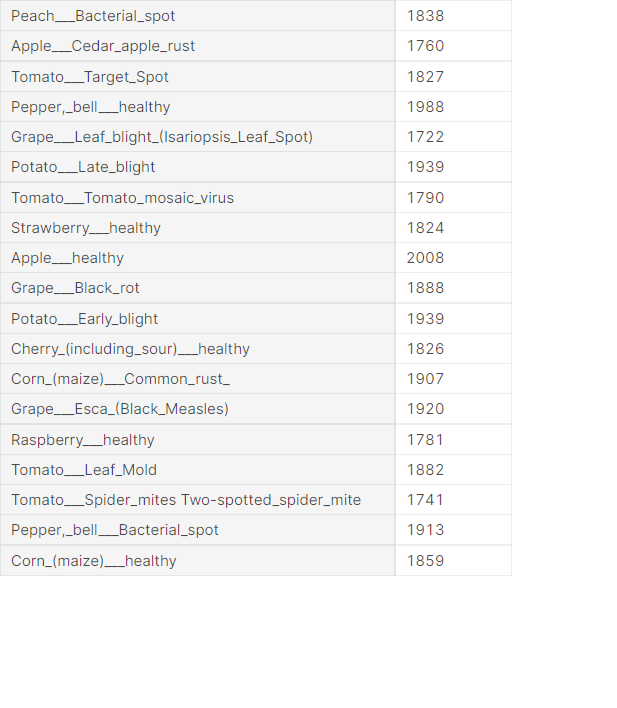 Peach___Bacterial_spot 1838
Apple___Cedar_apple_rust 1760
Tomato___Target_Spot 1827
Pepper,_bell___healthy 1988
Grape___Leaf_blight_(Isariopsis_Leaf_Spot) 1722
Potato___Late_blight 1939
Tomato___Tomato_mosaic_virus 1790
Strawberry___healthy 1824
Apple___healthy 2008
Grape___Black_rot 1888
Potato___Early_blight 1939
Cherry_(including_sour)___healthy 1826
Corn_(maize)___Common_rust_ 1907
Grape___Esca_(Black_Measles) 1920
Raspberry___healthy 1781
Tomato___Leaf_Mold 1882
Tomato___Spider_mites Two-spotted_spider_mite 1741
Pepper,_bell___Bacterial_spot 1913
Corn_(maize)___healthy 1859